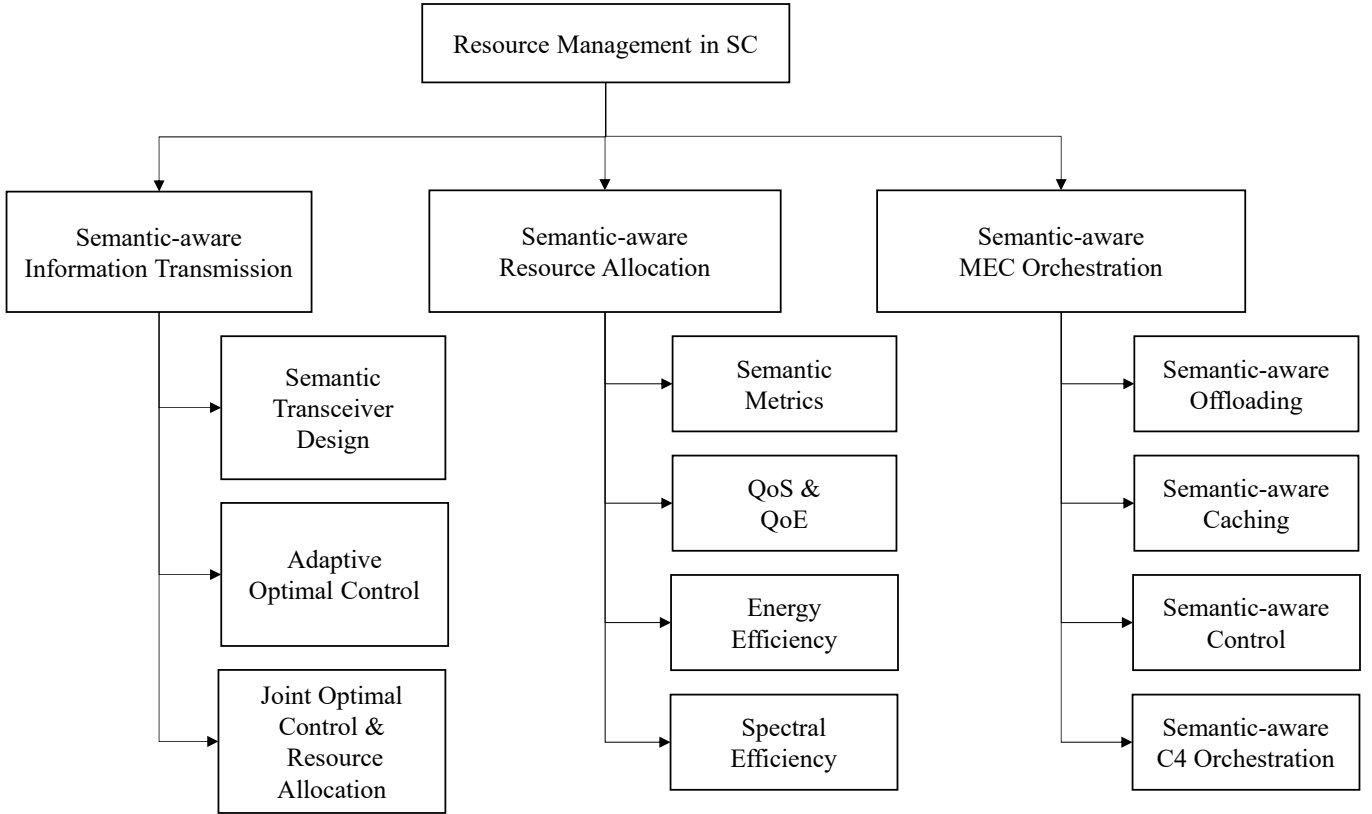 Resource Management in SC
Semantic-aware
Information Transmission
Semantic
Transceiver
Design
Adaptive
Optimal Control
Joint Optimal
Control &
Resource
Allocation
Semantic-aware
Resource Allocation
Semantic
Metrics
QoS &
QoE
Energy
Efficiency
Spectral
Efficiency
Semantic-aware
MEC Orchestration
Semantic-aware
Offloading
Semantic-aware
Caching
Semantic-aware
Control
Semantic-aware
C4 Orchestration